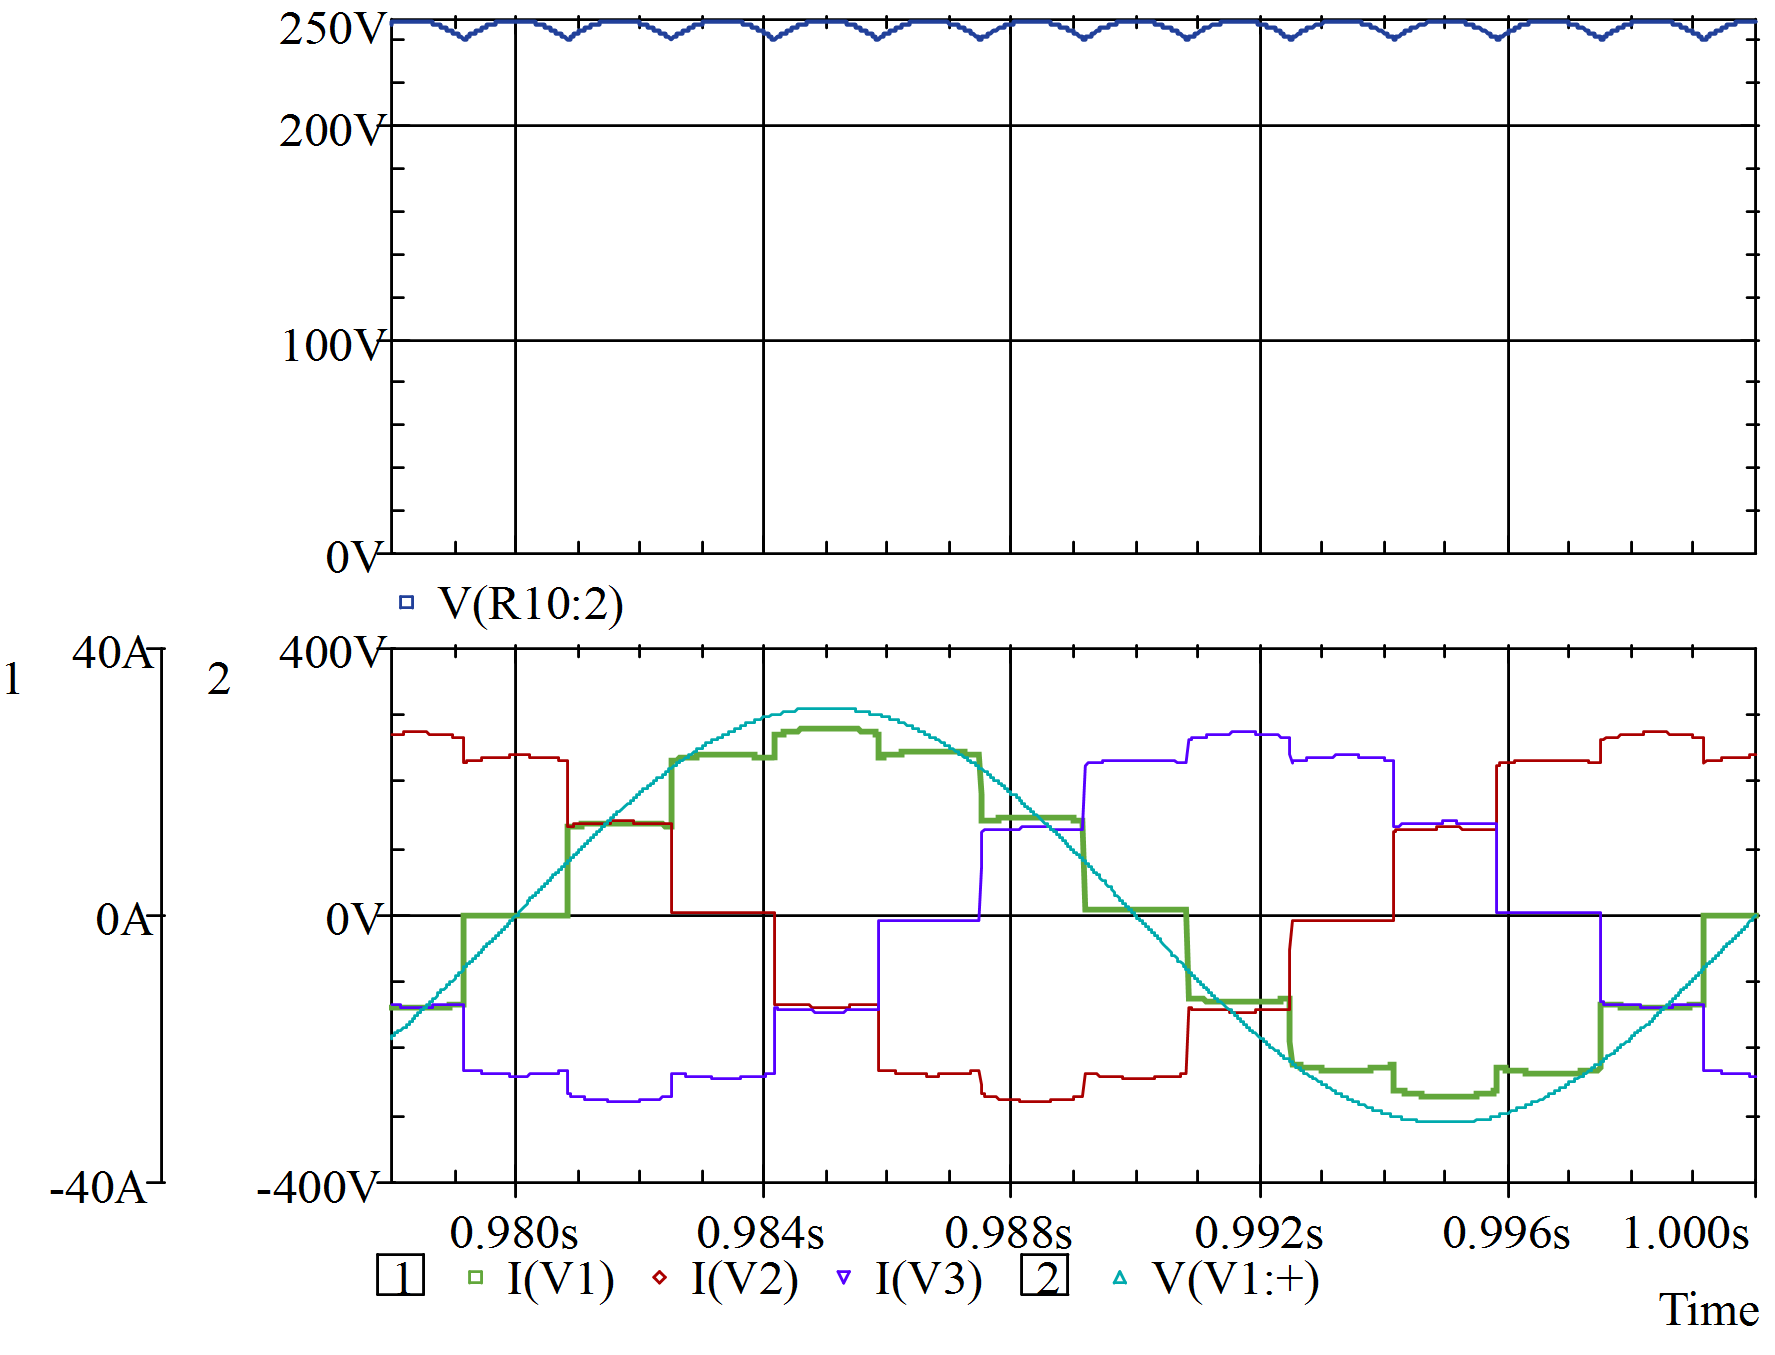 250V
200V
100V
0V
V(R10:2)
1 40A 2 400V
0A 0V
-40A -400V
0.980s 0.984s 0.988s 0.992s 0.996s 1.000s
1 I(V1) I(V2) I(V3) 2 V(V1:+)
Time